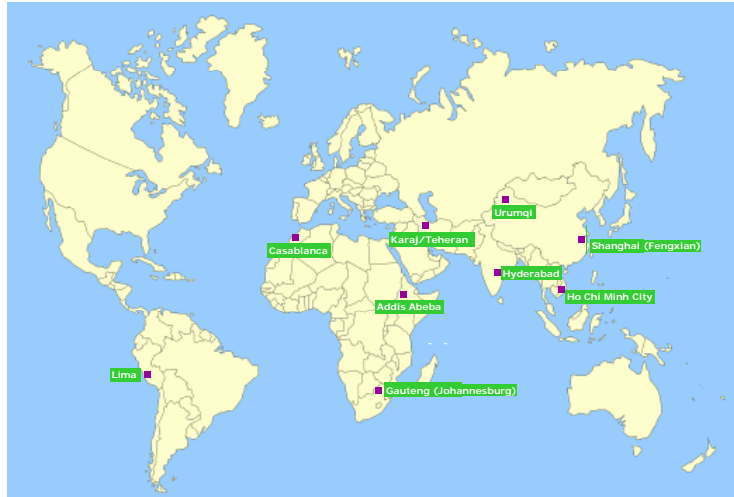 Urumqi
Karaj/Teheran
Shanghai (Fengxian)
Casablanca
Hyderabad
Ho Chi Minh City
Addis Abeba
Lima
Gauteng (Johannesburg)